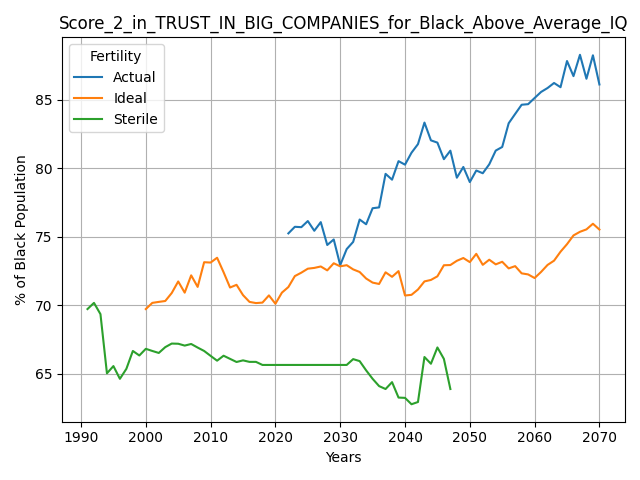 Score_2_in_TRUST_IN_BIG_COMPANIES_for_Black_Above_Average_IQ
Fertility
Actual
Ideal
Sterile
% of Black Population
85
80
75
70
65
1990 2000 2010 2020 2030 2040 2050 2060 2070
Years